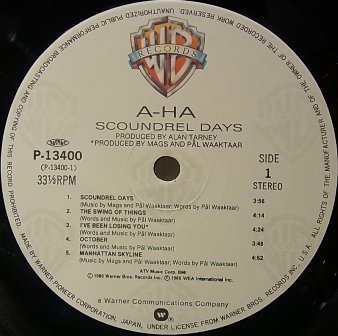 WB
RECORDS
A-HA
SCOUNDREL DAYS
PRODUCED BY ALAN TARNEY
*PRODUCED BY MAGS AND PÅL WAAKTAAR
P-13400
(P-13400-1)
33⅓RPM
SIDE
1
STEREO
1. SCOUNDREL DAYS 3:56
(Music by Mags and Pål Waaktaar; Words by Pål Waaktaar)
2. THE SWING OF THINGS 4:14
(Words and Music by Pål Waaktaar)
3. I'VE BEEN LOSING YOU* 4:24
(Words and Music by Pål Waaktaar)
4. OCTOBER 3:48
(Words and Music by Pål Waaktaar)
5. MANHATTAN SKYLINE 4:52
(Music by Mags and Pål Waaktaar; Words by Pål Waaktaar)
ATV Music Corp. BMI
© 1986 Warner Bros. Records Inc. ℗ 1986 WEA International Inc.
a Warner Communications Company
MADE BY WARNER-PIONEER CORPORATION, JAPAN, UNDER LICENSE FROM WARNER BROS. RECORDS INC., U.S.A. ALL RIGHTS OF THE MANUFACTURER AND OF THE OWNER OF THE RECORDED WORK RESERVED. UNAUTHORIZED PUBLIC PERFORMANCE, BROADCASTING AND COPYING OF THIS RECORD PROHIBITED.